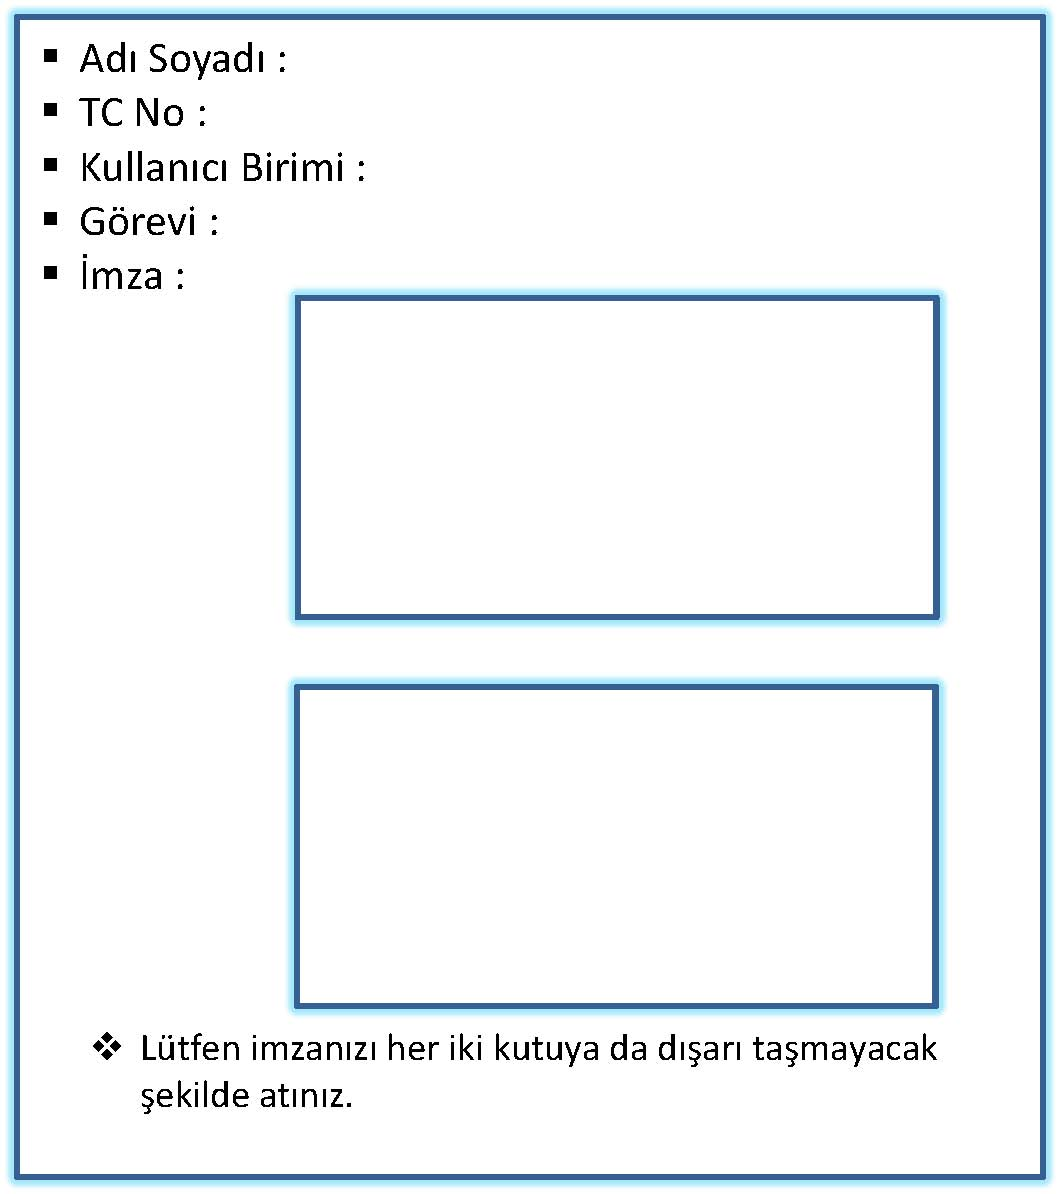 ▪ Adı Soyadı :
▪ TC No :
▪ Kullanıcı Birimi :
▪ Görevi :
▪ İmza :
❖ Lütfen imzanızı her iki kutuya da dışarı taşmayacak
şekilde atınız.